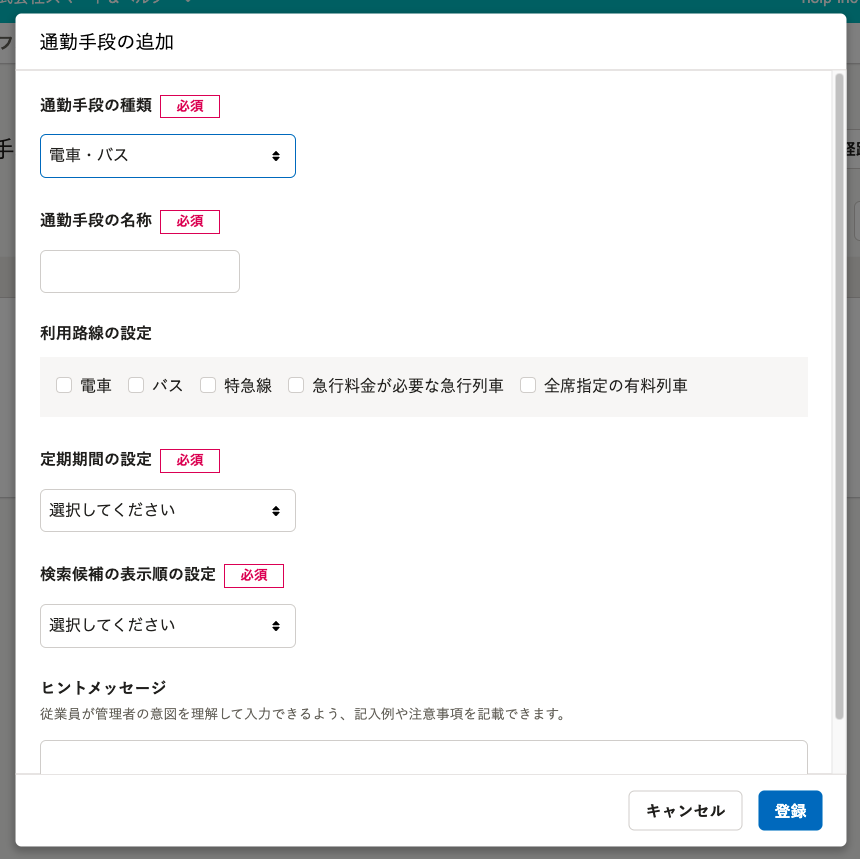 通勤手段の追加
通勤手段の種類 必須
電車・バス
通勤手段の名称 必須
利用路線の設定
電車 バス 特急線 急行料金が必要な急行列車 全席指定の有料列車
定期期間の設定 必須
選択してください
検索候補の表示順の設定 必須
選択してください
ヒントメッセージ
従業員が管理者の意図を理解して入力できるよう、記入例や注意事項を記載できます。
キャンセル 登録